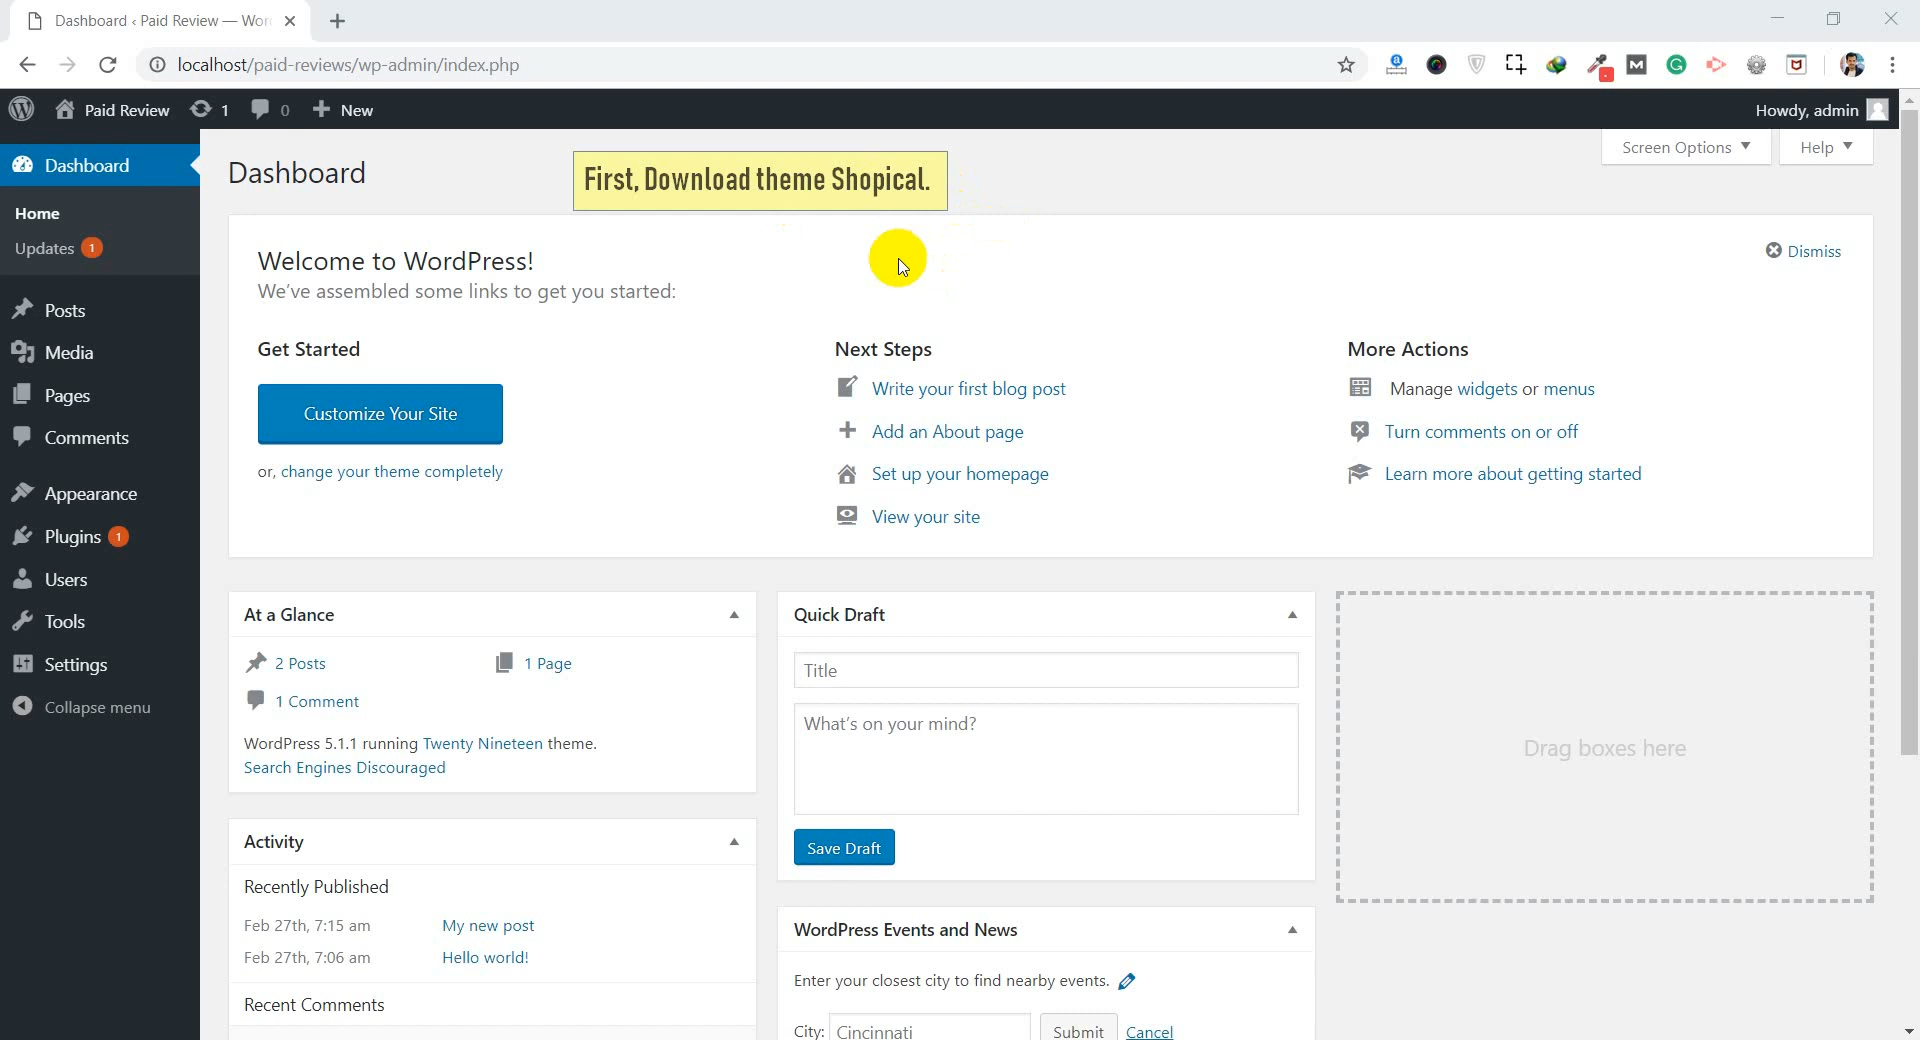 Dashboard ‹ Paid Review — Wor
localhost/paid-reviews/wp-admin/index.php
Paid Review 1 0 New
Howdy, admin
Dashboard
Home
Updates 1
Posts
Media
Pages
Comments
Appearance
Plugins 1
Users
Tools
Settings
Collapse menu
Dashboard
First, Download theme Shopical.
Screen Options
Help
Welcome to WordPress!
We've assembled some links to get you started:
Dismiss
Get Started
Customize Your Site
or, change your theme completely
Next Steps
Write your first blog post
Add an About page
Set up your homepage
View your site
More Actions
Manage widgets or menus
Turn comments on or off
Learn more about getting started
At a Glance
2 Posts
1 Page
1 Comment
WordPress 5.1.1 running Twenty Nineteen theme.
Search Engines Discouraged
Activity
Recently Published
Feb 27th, 7:15 am My new post
Feb 27th, 7:06 am Hello world!
Recent Comments
Quick Draft
Title
What's on your mind?
Save Draft
WordPress Events and News
Enter your closest city to find nearby events.
City: Cincinnati Submit Cancel
Drag boxes here